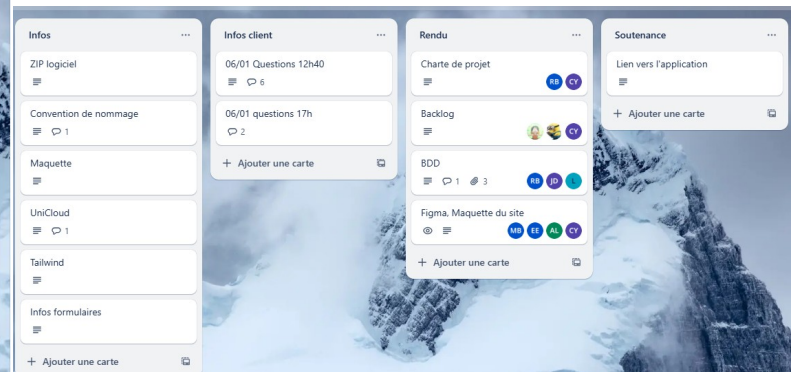 Infos
ZIP logiciel
Convention de nommage
1
Maquette
UniCloud
1
Tailwind
Infos formulaires
+ Ajouter une carte
Infos client
06/01 Questions 12h40
6
06/01 questions 17h
2
+ Ajouter une carte
Rendu
Charte de projet
RB CY
Backlog
CY
BDD
1 3 RB JD L
Figma, Maquette du site
MB EE AL CY
+ Ajouter une carte
Soutenance
Lien vers l'application
+ Ajouter une carte